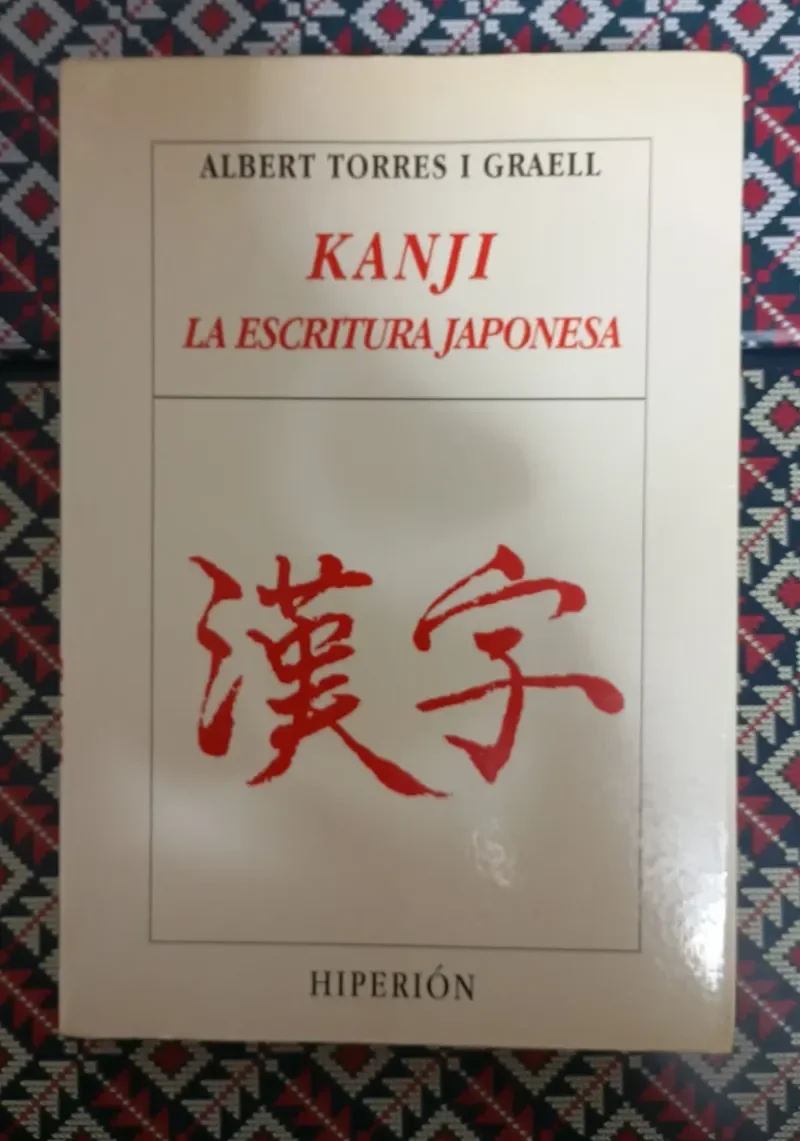 ALBERT TORRES I GRAELL
KANJI
LA ESCRITURA JAPONESA
漢字
HIPERIÓN